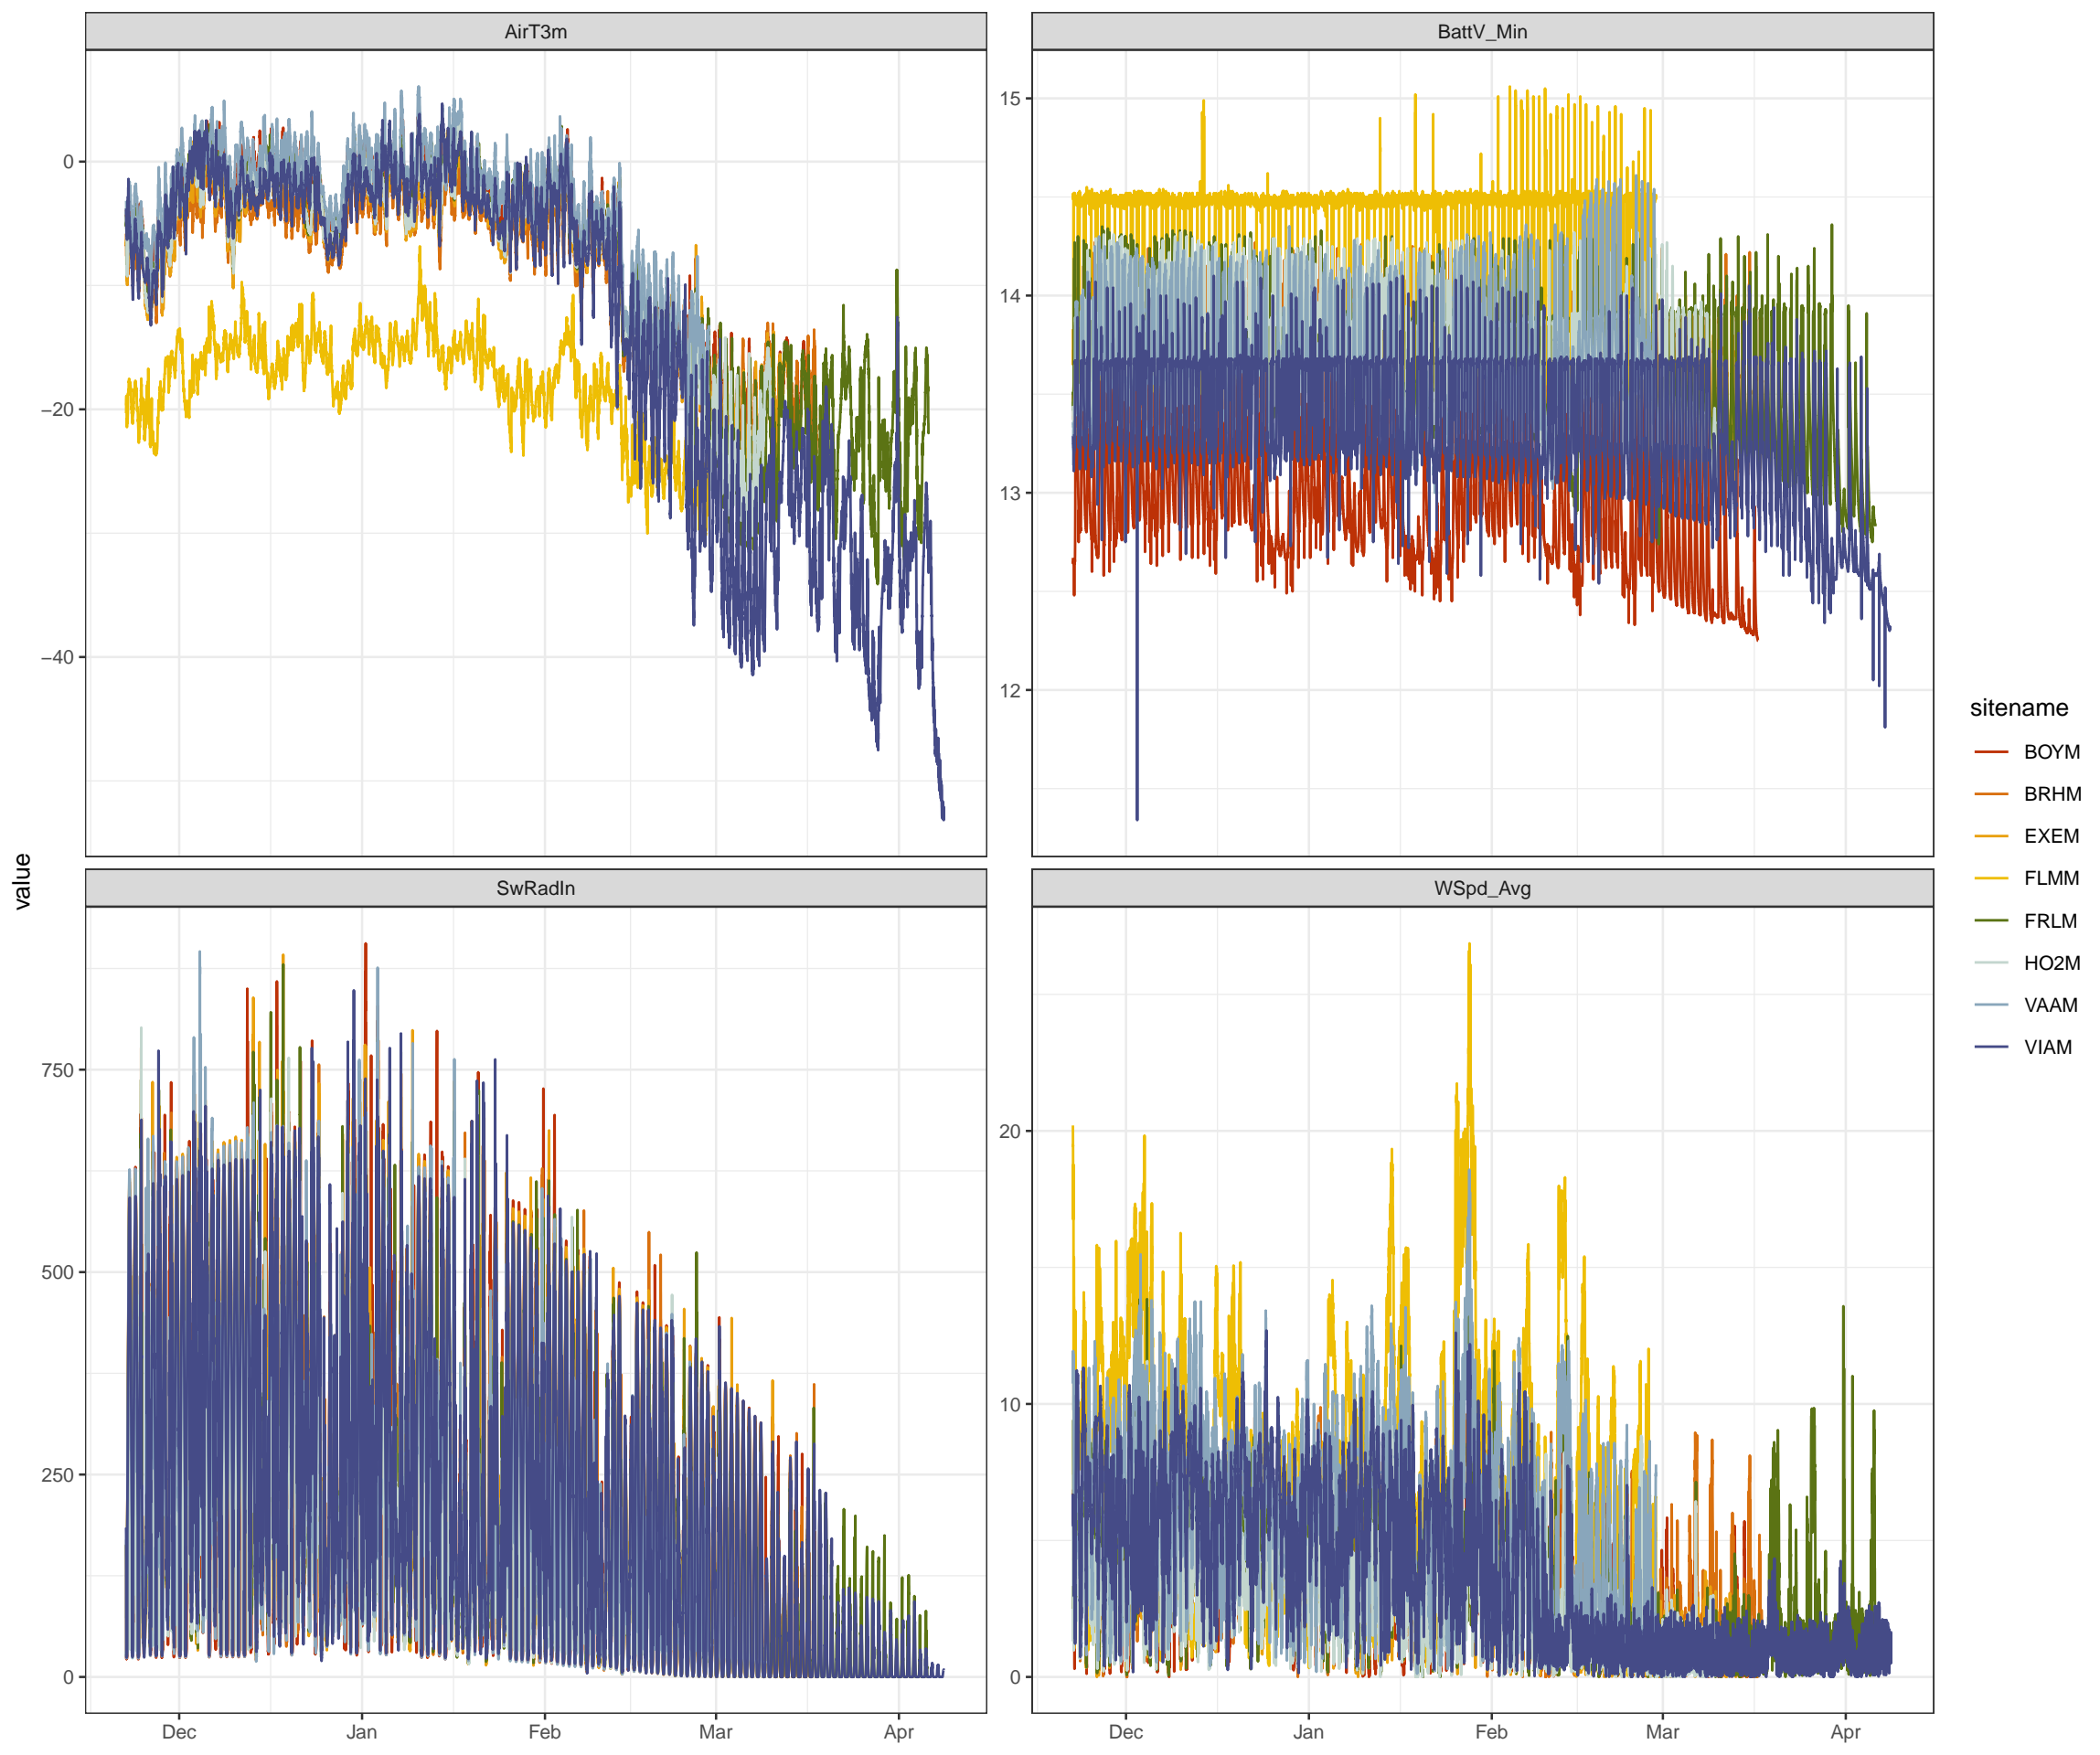 AirT3m
BattV_Min
0
−20
−40
15
14
13
12
value
SwRadIn
WSpd_Avg
750
500
250
0
20
10
0
Dec Jan Feb Mar Apr
Dec Jan Feb Mar Apr
sitename
BOYM
BRHM
EXEM
FLMM
FRLM
HO2M
VAAM
VIAM